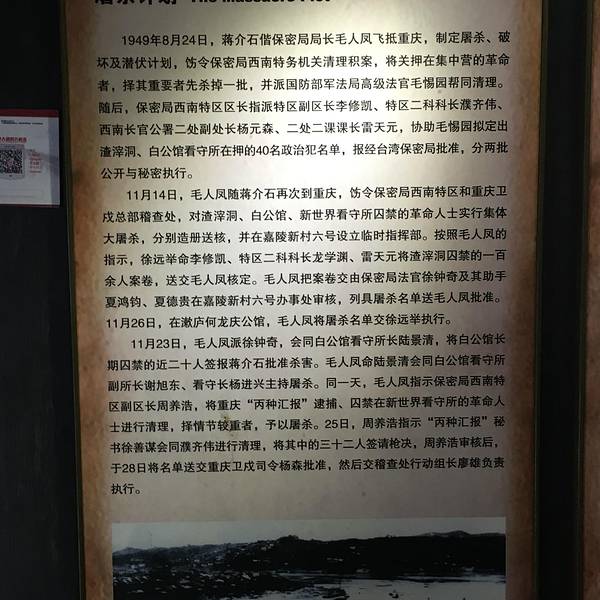 屠杀计划 The Massacre Plot
1949年8月24日，蒋介石偕保密局局长毛人凤飞抵重庆，制定屠杀、破
坏及潜伏计划，饬令保密局西南特务机关清理积案，将关押在集中营的革命
者，择其重要者先杀掉一批，并派国防部军法局高级法官毛惕园帮同清理。
随后，保密局西南特区区长指派特区副区长李修凯、特区二科科长濮齐伟、
西南长官公署二处副处长杨元森、二处二课课长雷天元，协助毛惕园拟定出
渣滓洞、白公馆看守所在押的40名政治犯名单，报经台湾保密局批准，分两批
公开与秘密执行。
11月14日，毛人凤随蒋介石再次到重庆，饬令保密局西南特区和重庆卫
戍总部稽查处，对渣滓洞、白公馆、新世界看守所囚禁的革命人士实行集体
大屠杀，分别造册送核，并在嘉陵新村六号设立临时指挥部。按照毛人凤的
指示，徐远举命李修凯、特区二科科长龙学渊、雷天元将渣滓洞囚禁的一百
余人案卷，送交毛人凤核定。毛人凤把案卷交由保密局法官徐钟奇及其助手
夏鸿钧、夏德贵在嘉陵新村六号办事处审核，列具屠杀名单送毛人凤批准。
11月26日，在漱庐何龙庆公馆，毛人凤将屠杀名单交徐远举执行。
11月23日，毛人凤派徐钟奇，会同白公馆看守所长陆景清，将白公馆长
期囚禁的近二十人签报蒋介石批准杀害。毛人凤命陆景清会同白公馆看守所
副所长谢旭东、看守长杨进兴主持屠杀。同一天，毛人凤指示保密局西南特
区副区长周养浩，将重庆“丙种汇报”逮捕、囚禁在新世界看守所的革命人
士进行清理，择情节较重者，予以屠杀。25日，周养浩指示“丙种汇报”秘
书徐善谋会同濮齐伟进行清理，将其中的三十二人签请枪决，周养浩审核后，
于28日将名单送交重庆卫戍司令杨森批准，然后交稽查处行动组长廖雄负责
执行。